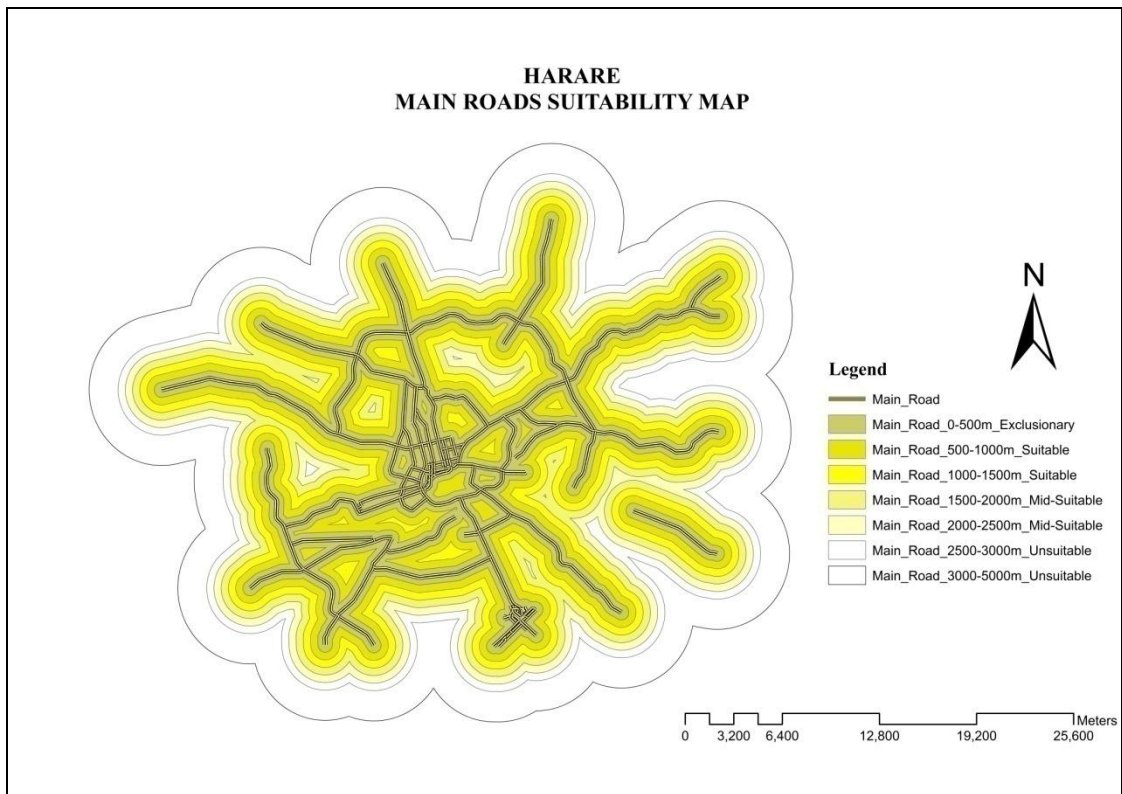 HARARE
MAIN ROADS SUITABILITY MAP
N
Legend
Main_Road
Main_Road_0-500m_Exclusionary
Main_Road_500-1000m_Suitable
Main_Road_1000-1500m_Suitable
Main_Road_1500-2000m_Mid-Suitable
Main_Road_2000-2500m_Mid-Suitable
Main_Road_2500-3000m_Unsuitable
Main_Road_3000-5000m_Unsuitable
Meters
0 3,200 6,400 12,800 19,200 25,600